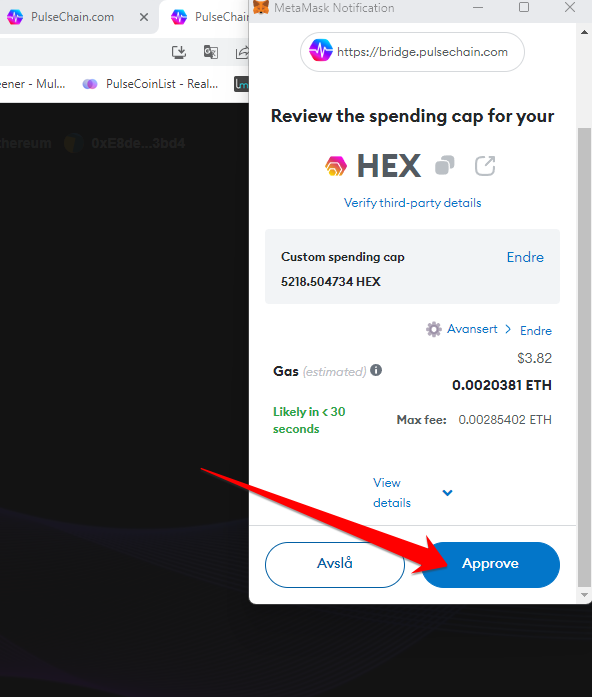 PulseChain.com
PulseChain
MetaMask Notification
https://bridge.pulsechain.com
eener - Mul...
PulseCoinList - Real...
Review the spending cap for your
hereum
0xE8de...3bd4
HEX
Verify third-party details
Custom spending cap
Endre
5218.504734 HEX
Avansert > Endre
$3.82
Gas (estimated)
0.0020381 ETH
Likely in < 30
seconds
Max fee: 0.00285402 ETH
View
details
Avslå
Approve